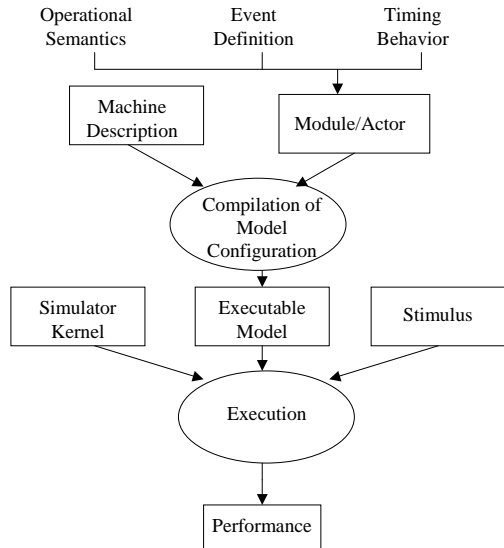 Operational
Semantics
Event
Definition
Timing
Behavior
Machine
Description
Module/Actor
Compilation of
Model
Configuration
Simulator
Kernel
Executable
Model
Stimulus
Execution
Performance